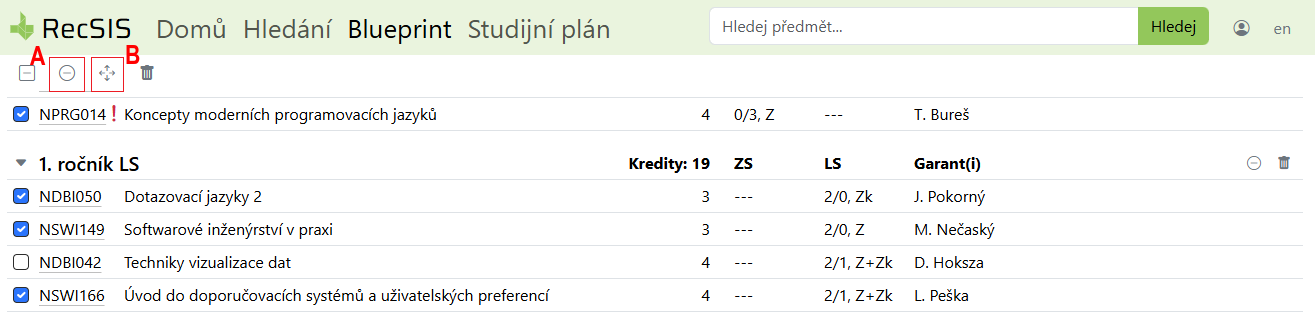 RecSIS Domů Hledání Blueprint Studijní plán Hledej předmět... Hledej en
A B
NPRG014 ! Koncepty moderních programovacích jazyků 4 0/3, Z --- T. Bureš
1. ročník LS Kredity: 19 ZS LS Garant(i)
NDBI050 Dotazovací jazyky 2 3 --- 2/0, Zk J. Pokorný
NSWI149 Softwarové inženýrství v praxi 3 --- 2/0, Z M. Nečaský
NDBI042 Techniky vizualizace dat 4 --- 2/1, Z+Zk D. Hoksza
NSWI166 Úvod do doporučovacích systémů a uživatelských preferencí 4 --- 2/1, Z+Zk L. Peška